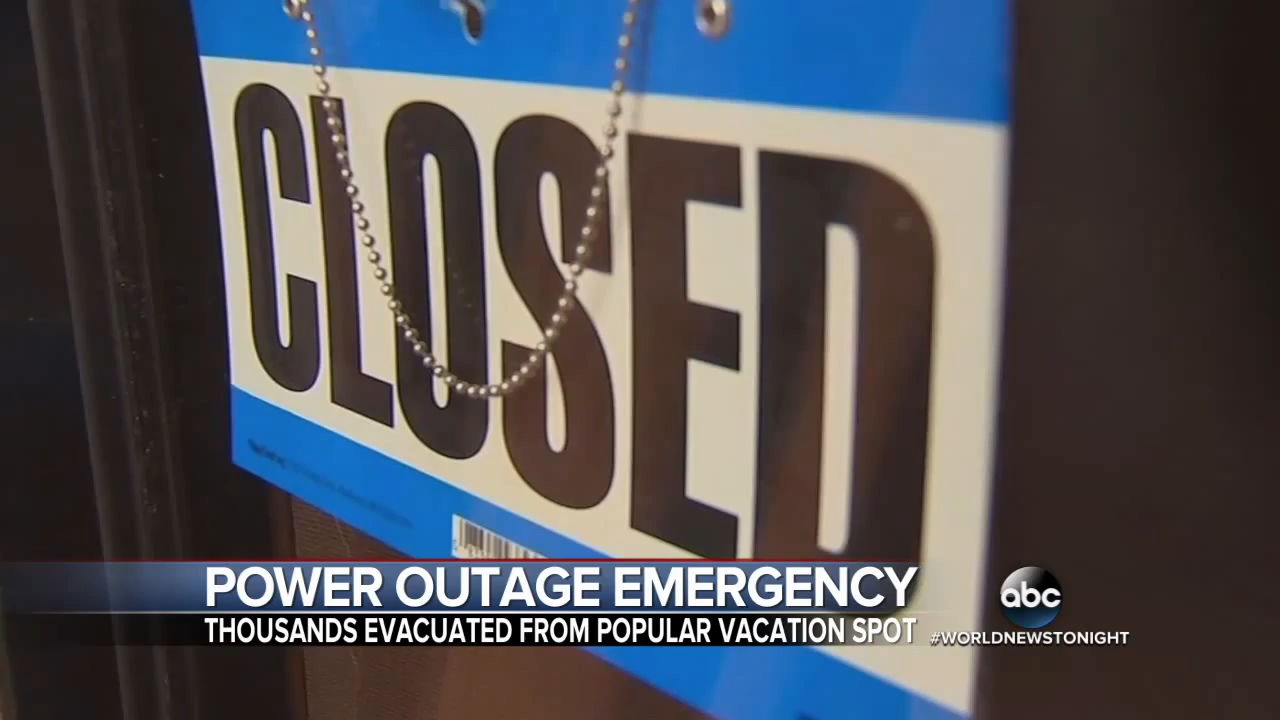 CLOSED
POWER OUTAGE EMERGENCY
THOUSANDS EVACUATED FROM POPULAR VACATION SPOT
abc
#WORLDNEWSTONIGHT